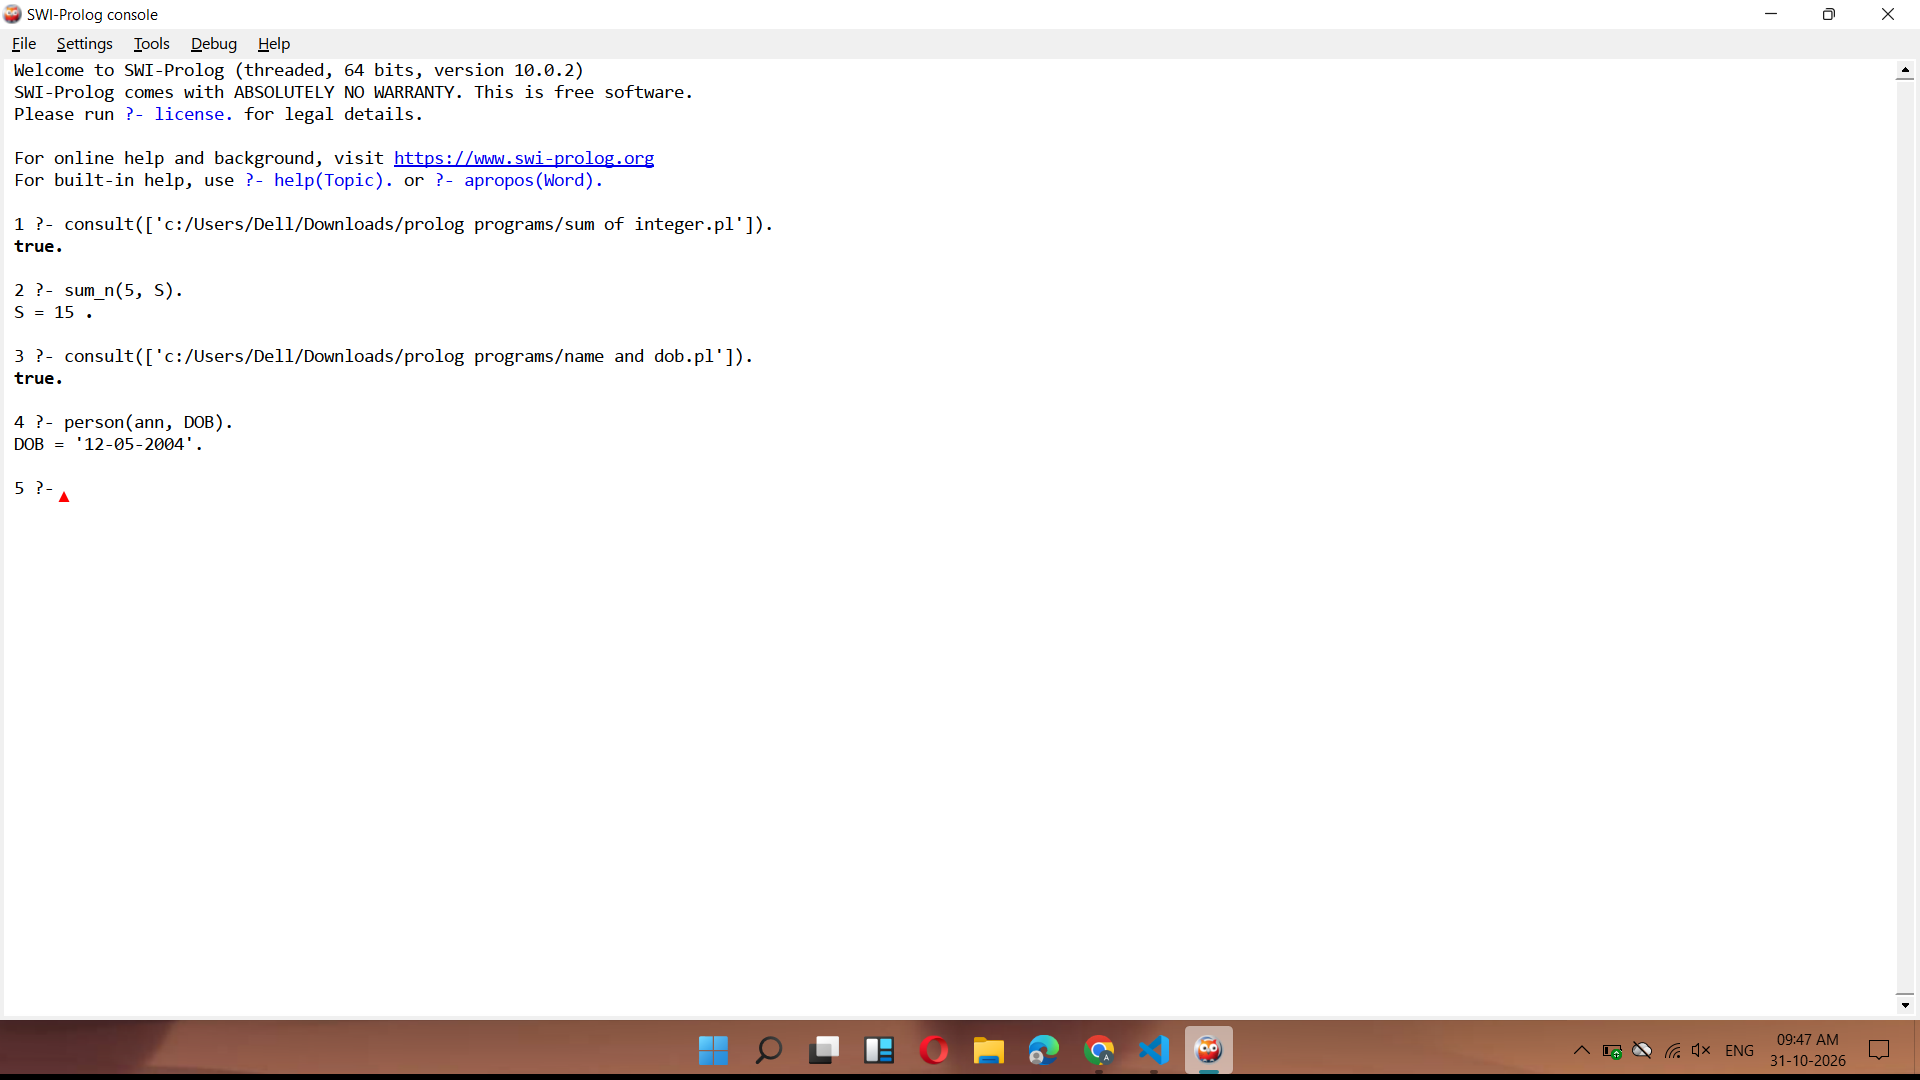 SWI-Prolog console
File Settings Tools Debug Help
Welcome to SWI-Prolog (threaded, 64 bits, version 10.0.2)
SWI-Prolog comes with ABSOLUTELY NO WARRANTY. This is free software.
Please run ?- license. for legal details.
For online help and background, visit https://www.swi-prolog.org
For built-in help, use ?- help(Topic). or ?- apropos(Word).
1 ?- consult(['c:/Users/Dell/Downloads/prolog programs/sum of integer.pl']).
true.
2 ?- sum_n(5, S).
S = 15 .
3 ?- consult(['c:/Users/Dell/Downloads/prolog programs/name and dob.pl']).
true.
4 ?- person(ann, DOB).
DOB = '12-05-2004'.
5 ?-
A
ENG
09:47 AM
31-10-2026